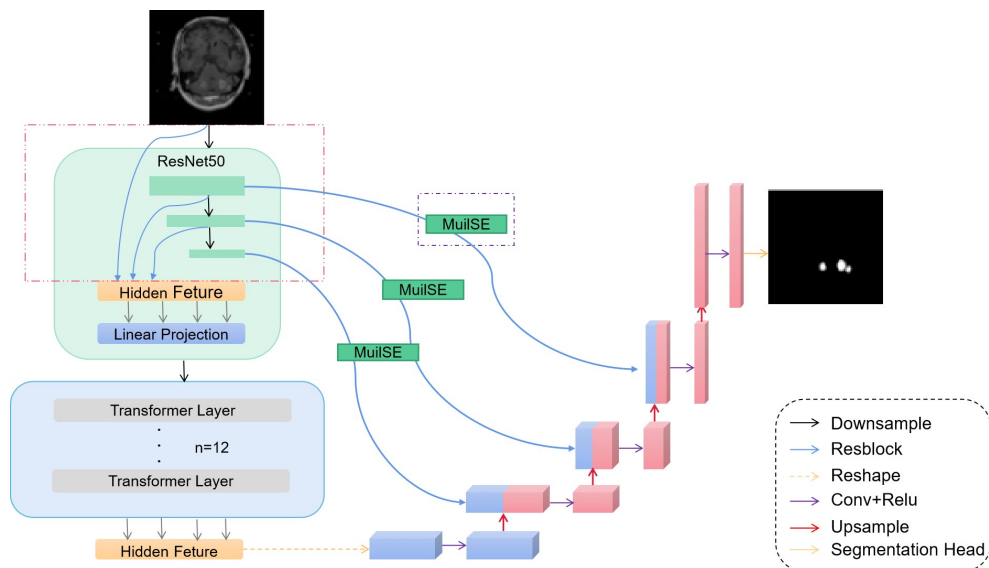 ResNet50
MuilSE
MuilSE
Hidden Feture
Linear Projection
MuilSE
Transformer Layer
n=12
Transformer Layer
Hidden Feture
Downsample
Resblock
Reshape
Conv+Relu
Upsample
Segmentation Head